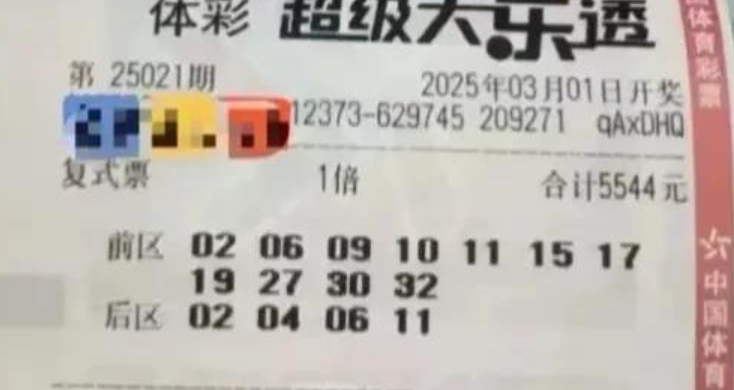 体彩 超级大乐透
第 25021期 2025年03月01日开奖
12373-629745 209271 qAxDHQ
复式票 1倍 合计5544元
前区 02 06 09 10 11 15 17
19 27 30 32
后区 02 04 06 11
国体育彩票
中国体育